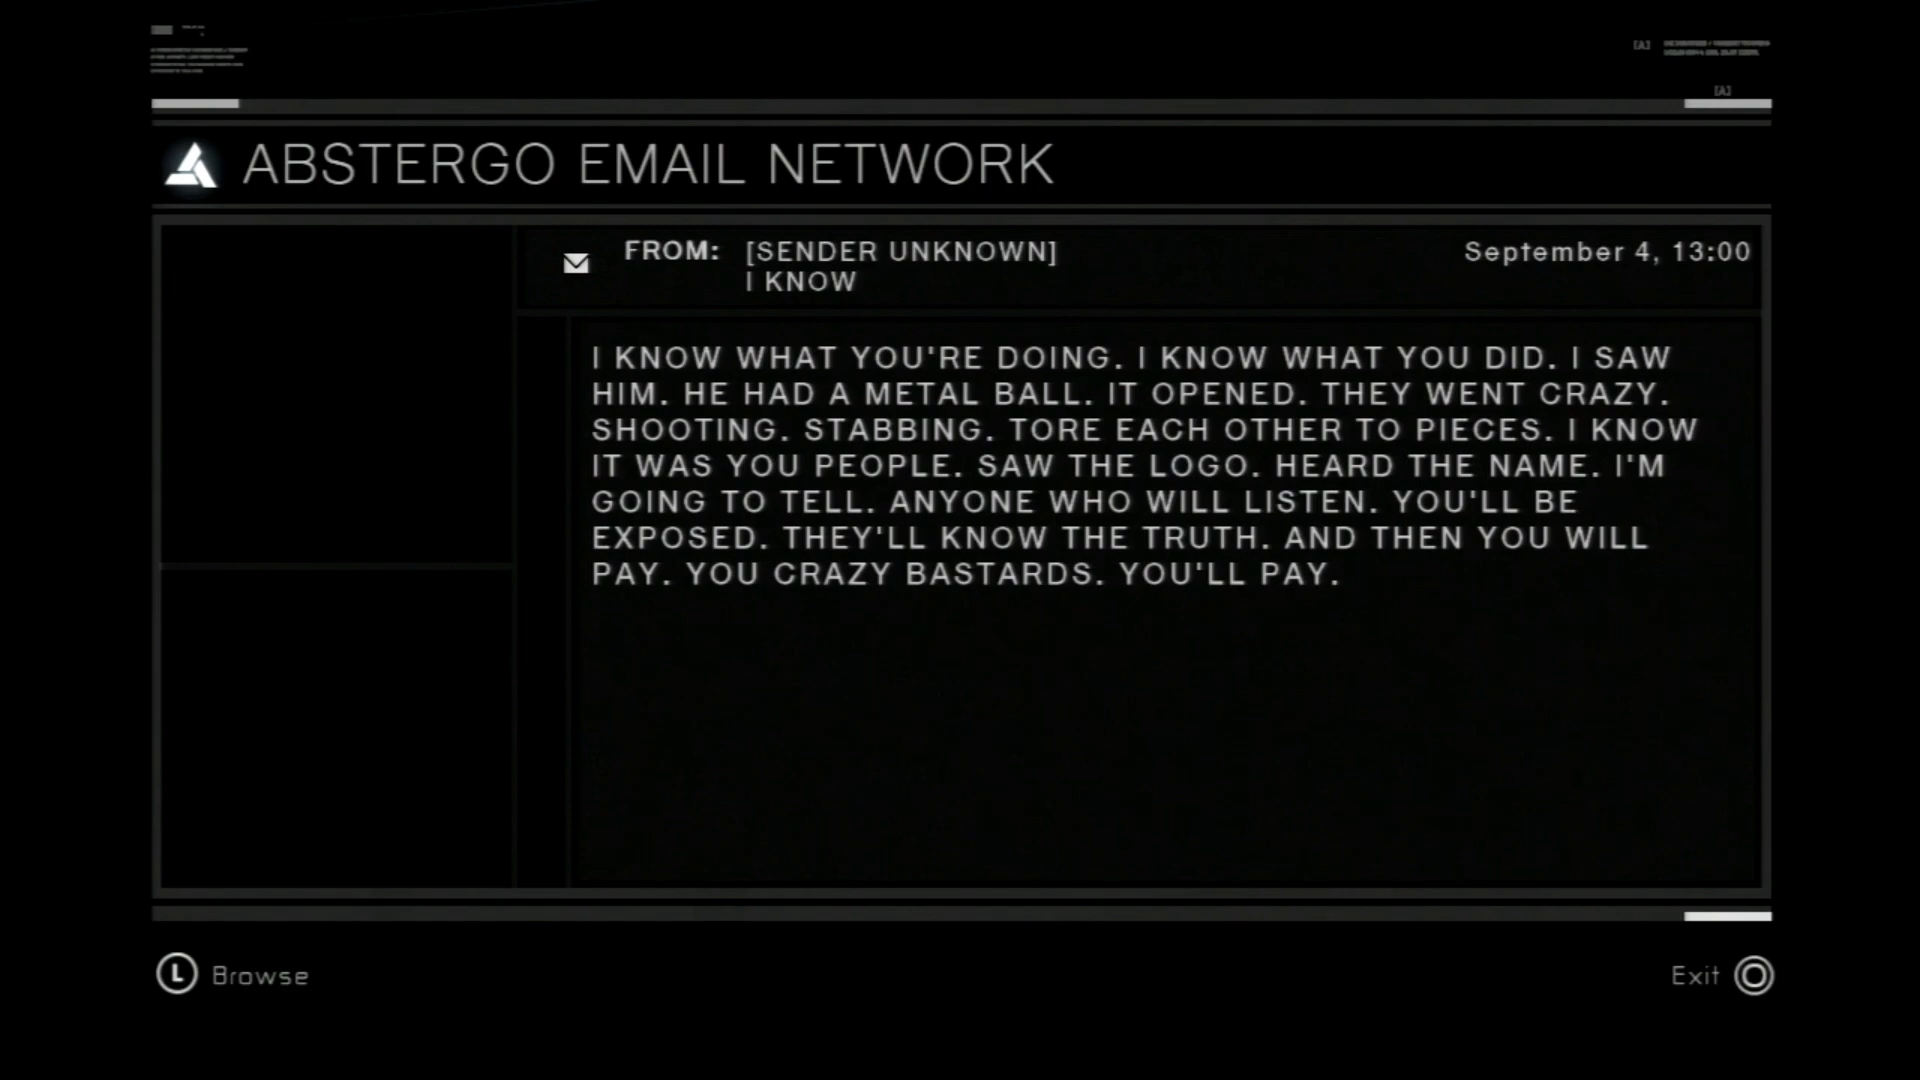 [A]
[A]
ABSTERGO EMAIL NETWORK
FROM: [SENDER UNKNOWN] September 4, 13:00
I KNOW
I KNOW WHAT YOU'RE DOING. I KNOW WHAT YOU DID. I SAW
HIM. HE HAD A METAL BALL. IT OPENED. THEY WENT CRAZY.
SHOOTING. STABBING. TORE EACH OTHER TO PIECES. I KNOW
IT WAS YOU PEOPLE. SAW THE LOGO. HEARD THE NAME. I'M
GOING TO TELL. ANYONE WHO WILL LISTEN. YOU'LL BE
EXPOSED. THEY'LL KNOW THE TRUTH. AND THEN YOU WILL
PAY. YOU CRAZY BASTARDS. YOU'LL PAY.
L Browse
Exit